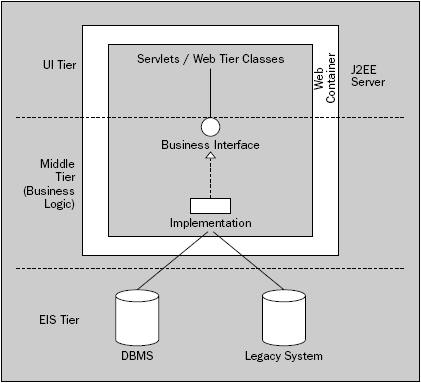 Servlets / Web Tier Classes
UI Tier
Web
Container
J2EE
Server
Business Interface
Middle
Tier
(Business
Logic)
Implementation
EIS Tier
DBMS
Legacy System